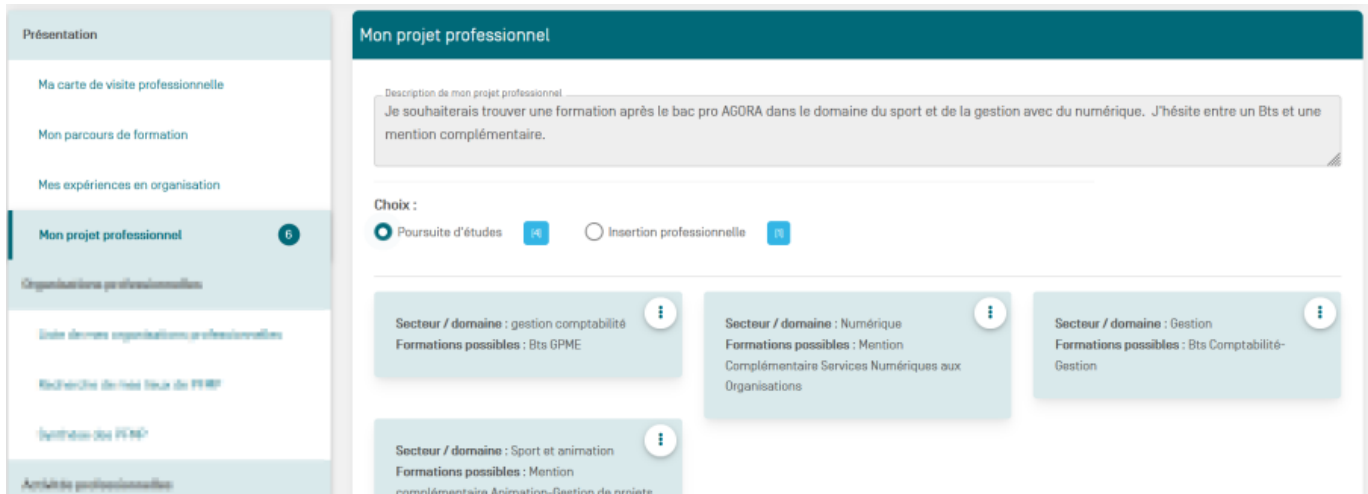 Présentation
Ma carte de visite professionnelle
Mon parcours de formation
Mes expériences en organisation
Mon projet professionnel
6
Mon projet professionnel
Description de mon projet professionnel
Je souhaiterais trouver une formation après le bac pro AGORA dans le domaine du sport et de la gestion avec du numérique. J'hésite entre un Bts et une
mention complémentaire.
Choix :
Poursuite d'études
(4)
Insertion professionnelle
(1)
Secteur / domaine : gestion comptabilité
Formations possibles : Bts GPME
Secteur / domaine : Numérique
Formations possibles : Mention
Complémentaire Services Numériques aux
Organisations
Secteur / domaine : Gestion
Formations possibles : Bts Comptabilité-
Gestion
Secteur / domaine : Sport et animation
Formations possibles : Mention
complémentaire Animation-Gestion de projets